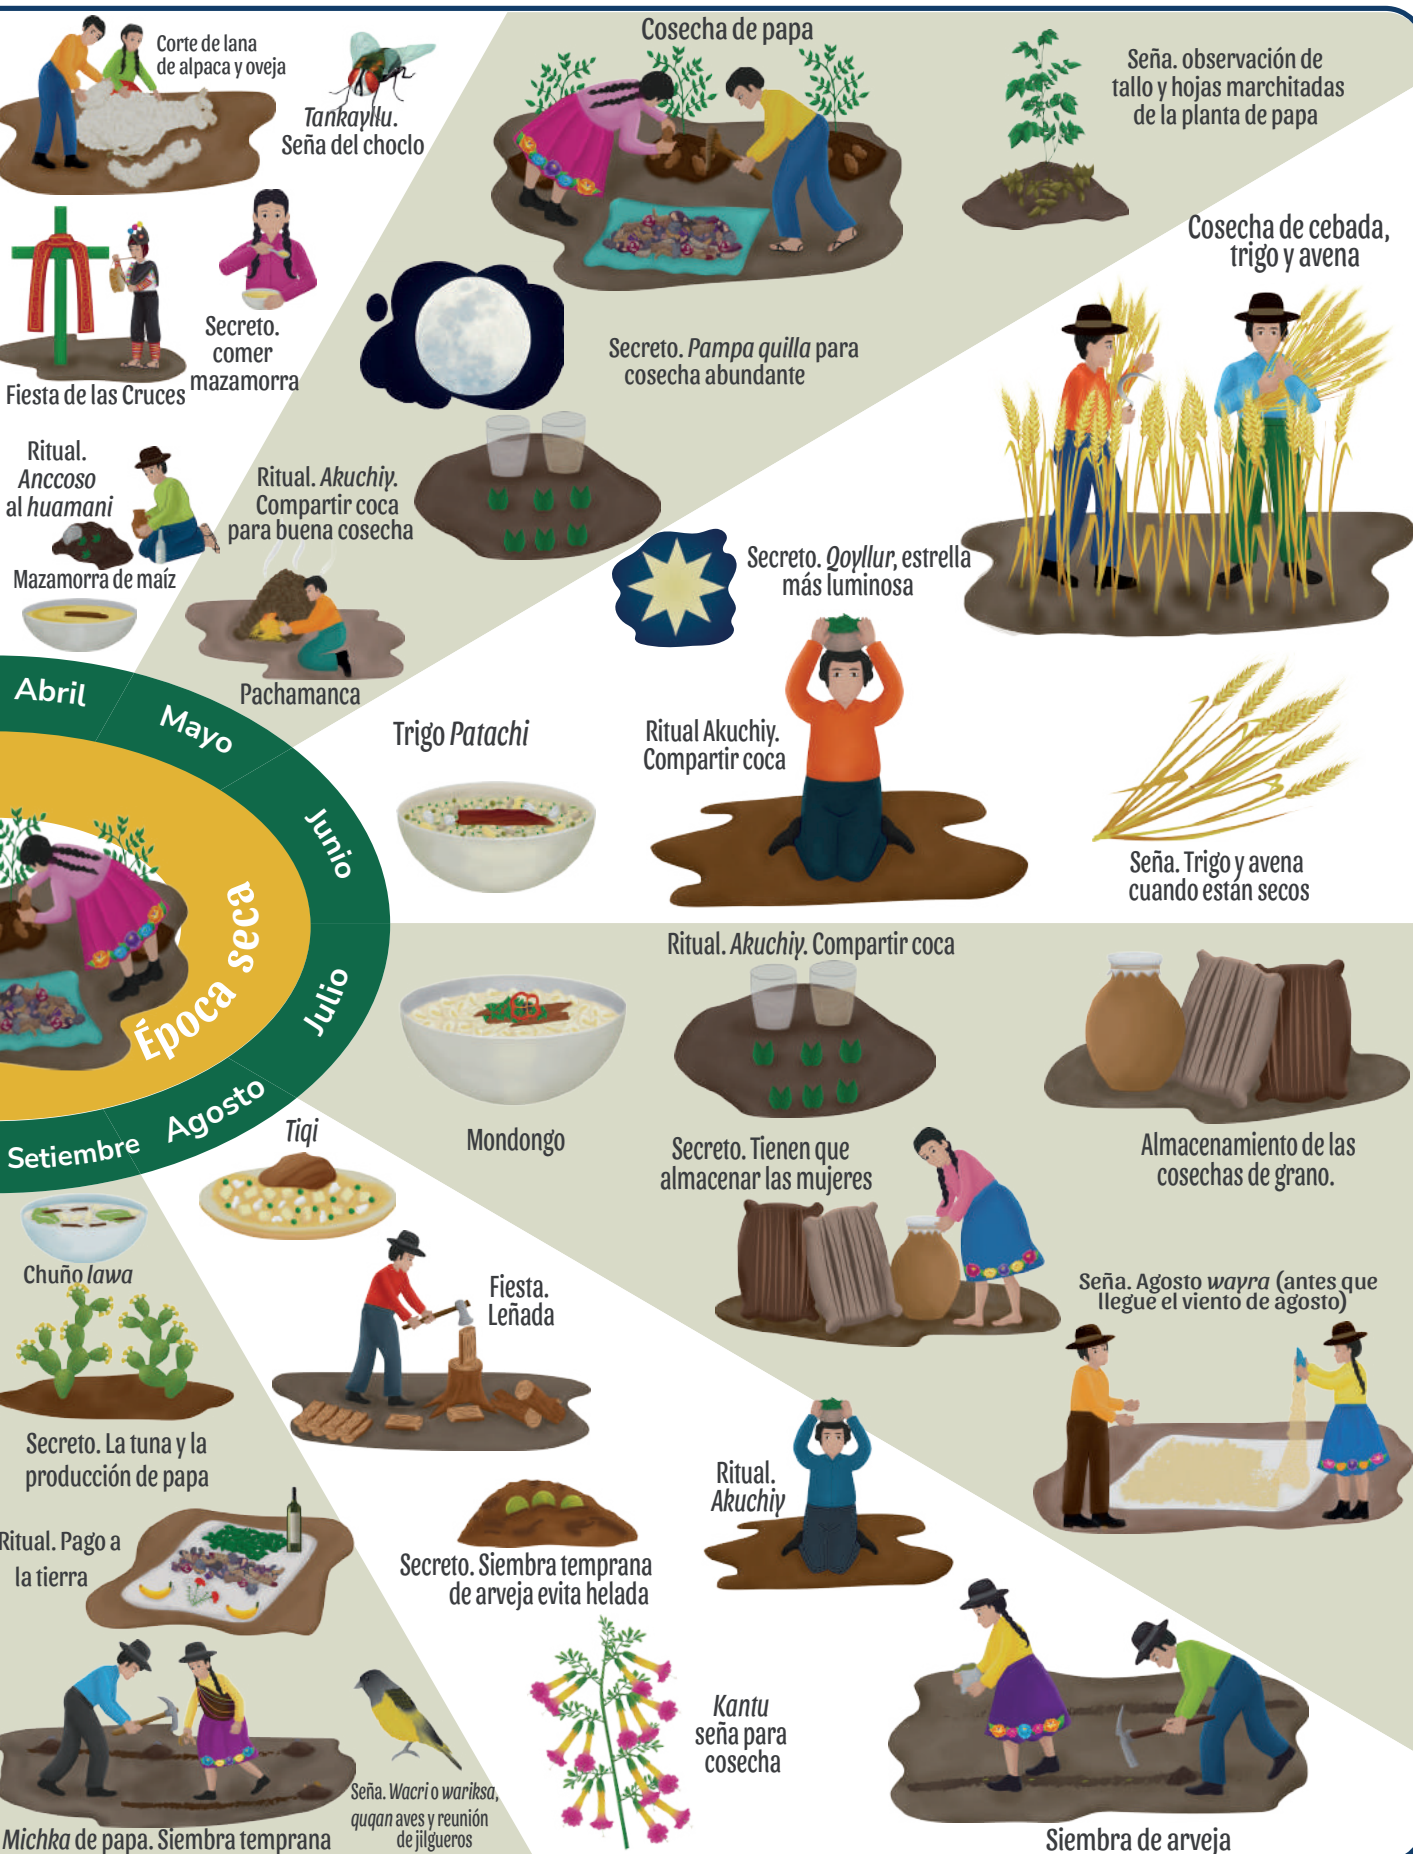 Corte de lana
de alpaca y oveja
Tankayllu.
Seña del choclo
Fiesta de las Cruces
Secreto.
comer
mazamorra
Ritual.
Anccoso
al huamani
Mazamorra de maíz
Abril
Cosecha de papa
Seña. observación de
tallo y hojas marchitadas
de la planta de papa
Secreto. Pampa quilla para
cosecha abundante
Ritual. Akuchiy.
Compartir coca
para buena cosecha
Pachamanca
Mayo
Cosecha de cebada,
trigo y avena
Secreto. Qoyllur, estrella
más luminosa
Trigo Patachi
Ritual Akuchiy.
Compartir coca
Seña. Trigo y avena
cuando están secos
Junio
Época seca
Julio
Ritual. Akuchiy. Compartir coca
Mondongo
Secreto. Tienen que
almacenar las mujeres
Almacenamiento de las
cosechas de grano.
Seña. Agosto wayra (antes que
llegue el viento de agosto)
Agosto
Tiqi
Fiesta.
Leñada
Ritual.
Akuchiy
Secreto. Siembra temprana
de arveja evita helada
Kantu
seña para
cosecha
Siembra de arveja
Setiembre
Chuño lawa
Secreto. La tuna y la
producción de papa
Ritual. Pago a
la tierra
Seña. Wacri o wariksa,
quqan aves y reunión
de jilgueros
Michka de papa. Siembra temprana